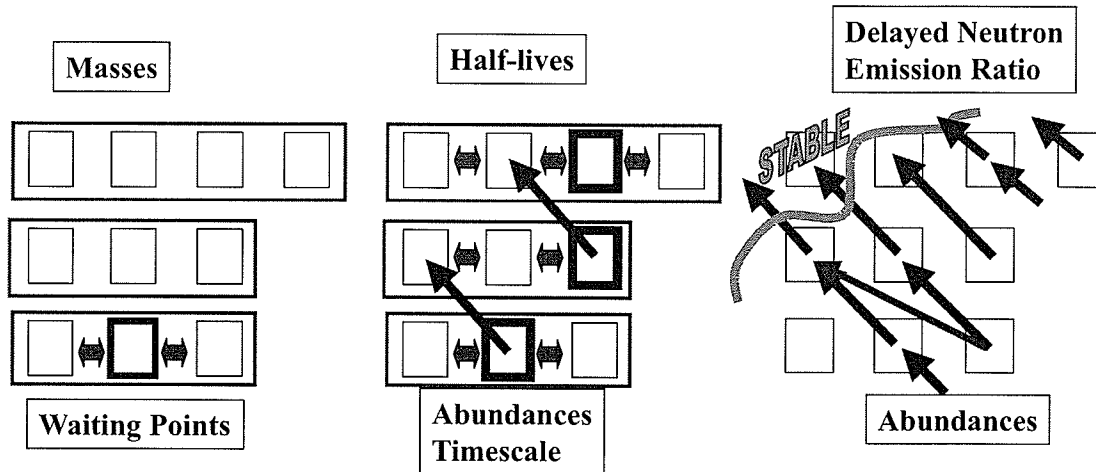 Masses
Half-lives
Delayed Neutron
Emission Ratio
STABLE
Waiting Points
Abundances
Timescale
Abundances